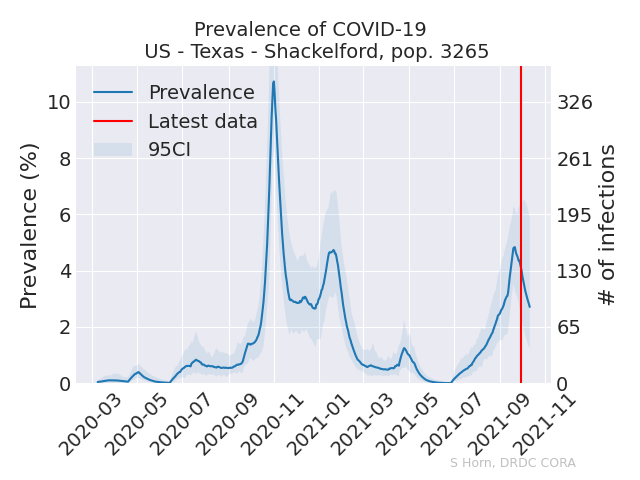 Prevalence of COVID-19
US - Texas - Shackelford, pop. 3265
Prevalence
Latest data
95CI
Prevalence (%)
10
8
6
4
2
0
326
261
195
130
65
0
# of infections
2020-03
2020-05
2020-07
2020-09
2020-11
2021-01
2021-03
2021-05
2021-07
2021-09
2021-11
S Horn, DRDC CORA